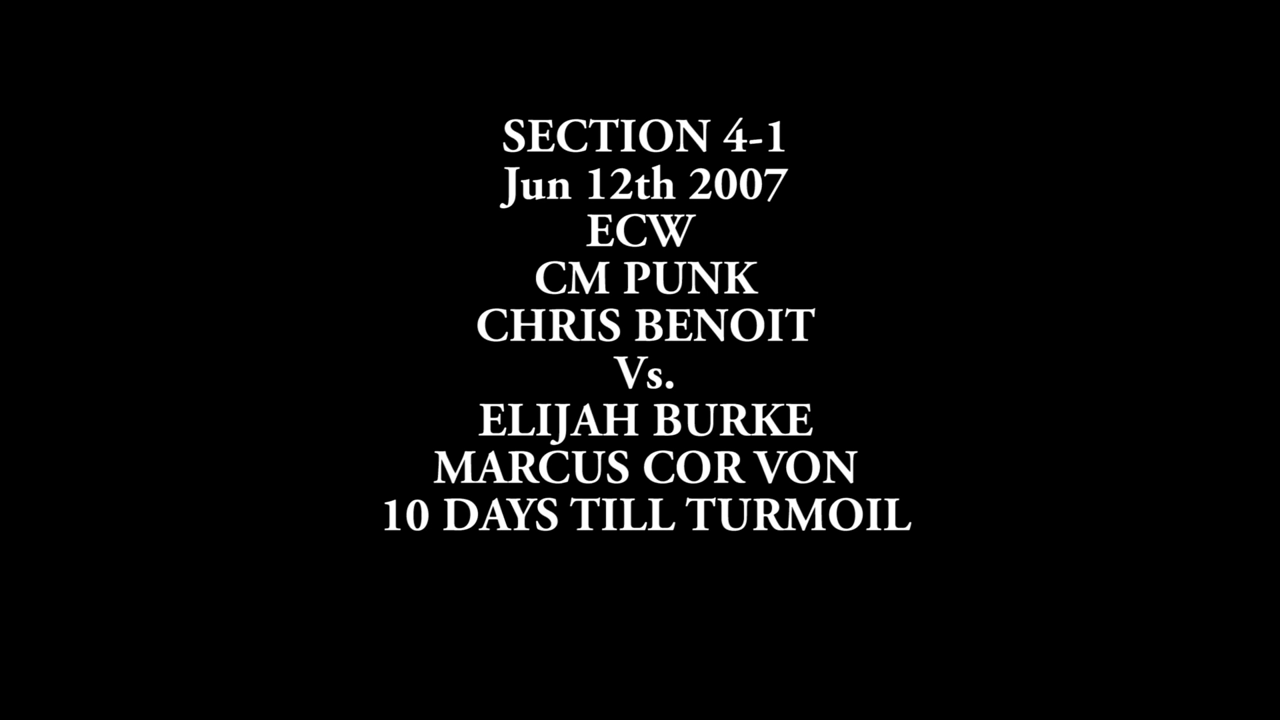 SECTION 4-1
Jun 12th 2007
ECW
CM PUNK
CHRIS BENOIT
Vs.
ELIJAH BURKE
MARCUS COR VON
10 DAYS TILL TURMOIL